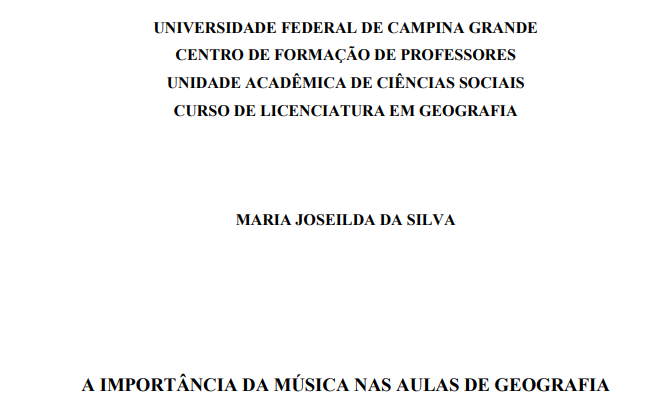 UNIVERSIDADE FEDERAL DE CAMPINA GRANDE
CENTRO DE FORMAÇÃO DE PROFESSORES
UNIDADE ACADÊMICA DE CIÊNCIAS SOCIAIS
CURSO DE LICENCIATURA EM GEOGRAFIA
MARIA JOSEILDA DA SILVA
A IMPORTÂNCIA DA MÚSICA NAS AULAS DE GEOGRAFIA